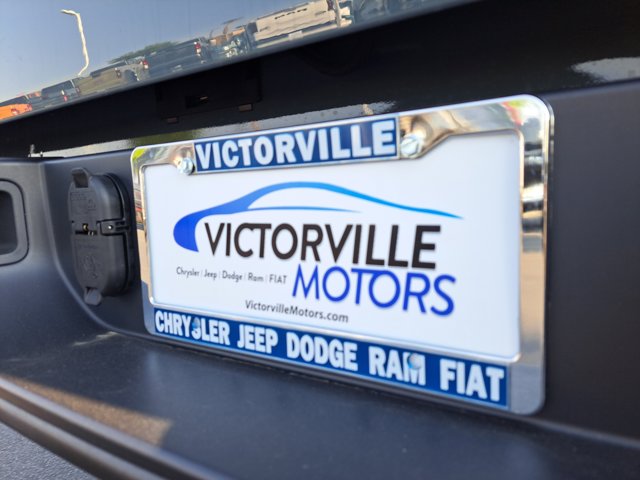 VICTORVILLE
VICTORVILLE
Chrysler | Jeep | Dodge | Ram | FIAT
MOTORS
VictorvilleMotors.com
CHRYSLER JEEP DODGE RAM FIAT